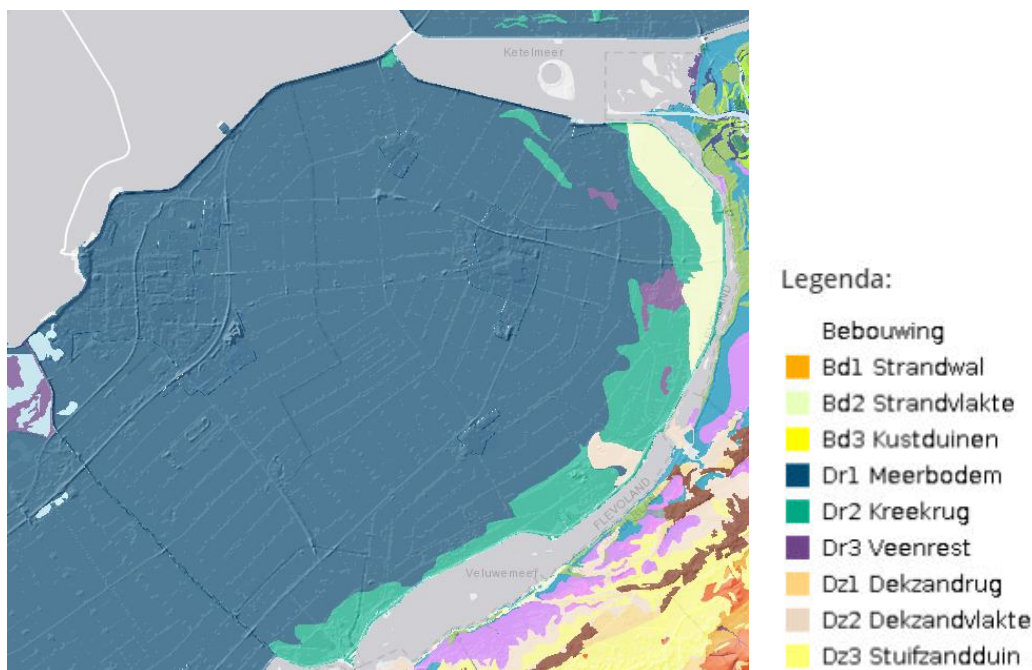 Ketelmeer
FLEVOLAND
FLEVOLAND
Veluwemeer
Legenda:
Bebouwing
Bd1 Strandwal
Bd2 Strandvlakte
Bd3 Kustduinen
Dr1 Meerbodem
Dr2 Kreekrug
Dr3 Veenrest
Dz1 Dekzandrug
Dz2 Dekzandvlakte
Dz3 Stuifzandduin